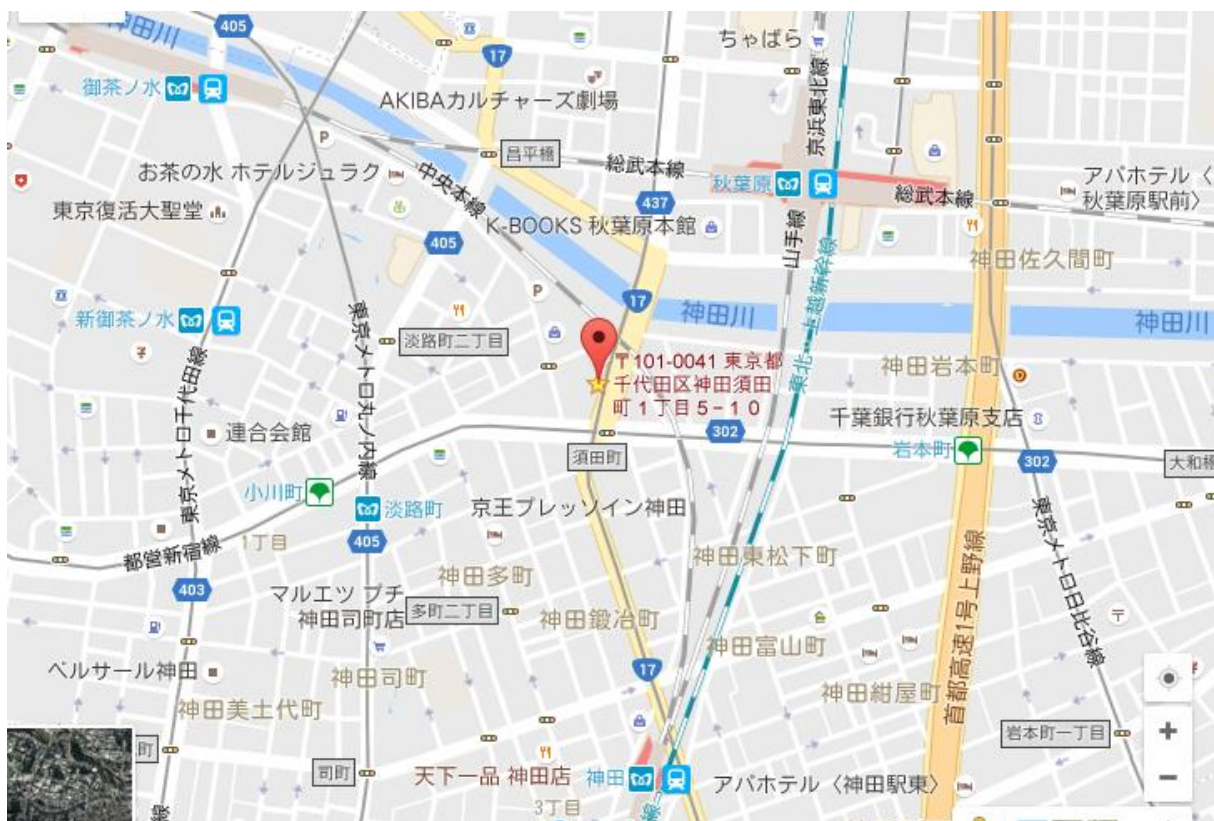 神田川
405
17
ちゃばら
京浜東北線
御茶ノ水
AKIBAカルチャーズ劇場
P
昌平橋
総武本線
お茶の水 ホテルジュラク
中央本線
秋葉原
総武本線
アパホテル〈
秋葉原駅前〉
東京復活大聖堂
437
K-BOOKS 秋葉原本館
405
山手線
神田佐久間町
東北・上越新幹線
P
17
神田川
神田川
新御茶ノ水
東京メトロ丸ノ内線
淡路町二丁目
〒101-0041 東京都
千代田区神田須田
町1丁目5-10
神田岩本町
東京メトロ千代田線
連合会館
302
千葉銀行秋葉原支店
須田町
岩本町
302
大和橋
小川町
淡路町
京王プレッソイン神田
都営新宿線
1丁目
405
東京メトロ日比谷線
403
神田多町
神田東松下町
首都高速1号上野線
マルエツ プチ
神田司町店
多町二丁目
神田鍛冶町
神田富山町
〒
ベルサール神田
神田司町
17
神田紺屋町
神田美土代町
岩本町一丁目
町
司町
天下一品 神田店
神田
アパホテル〈神田駅東〉
3丁目
線
線